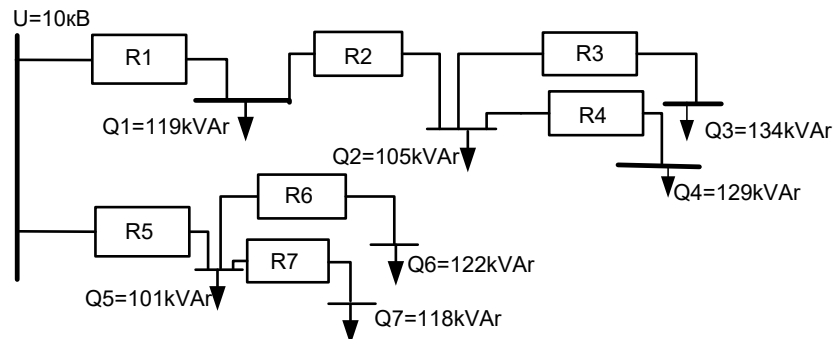 U=10кВ
R1
R2
R3
R4
Q1=119kVAr
Q2=105kVAr
Q3=134kVAr
Q4=129kVAr
R5
R6
R7
Q5=101kVAr
Q6=122kVAr
Q7=118kVAr